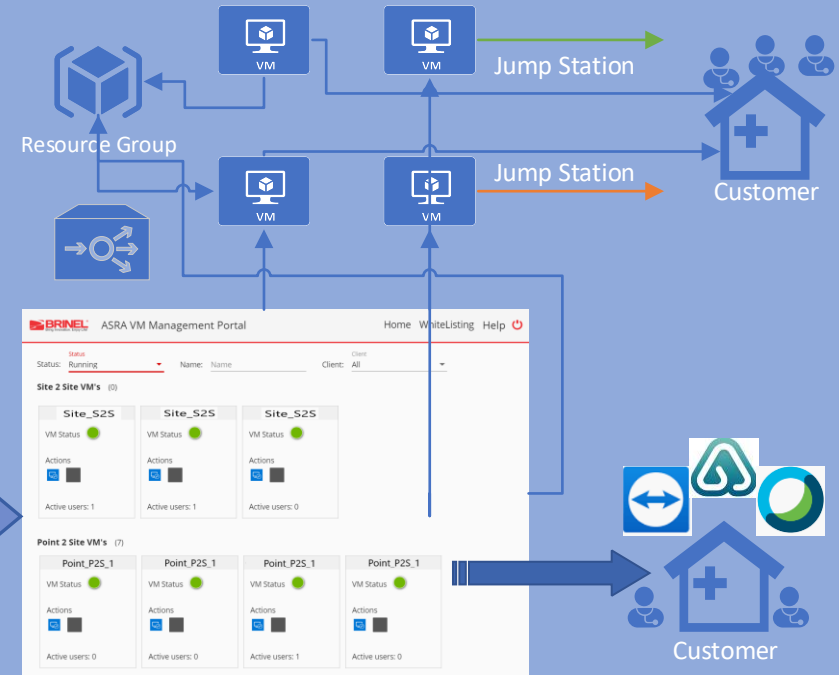 VM
VM
Jump Station
Resource Group
Jump Station
VM
VM
Customer
BRINEL ASRA VM Management Portal Home WhiteListing Help
Status Client
Status: Running Name: Name Client: All
Site 2 Site VM's (0)
Site_S2S Site_S2S Site_S2S
VM Status VM Status VM Status
Actions Actions Actions
Active users: 1 Active users: 1 Active users: 0
Point 2 Site VM's (7)
Point_P2S_1 Point_P2S_1 Point_P2S_1 Point_P2S_1
VM Status VM Status VM Status VM Status
Actions Actions Actions Actions
Active users: 0 Active users: 0 Active users: 1 Active users: 0
Customer